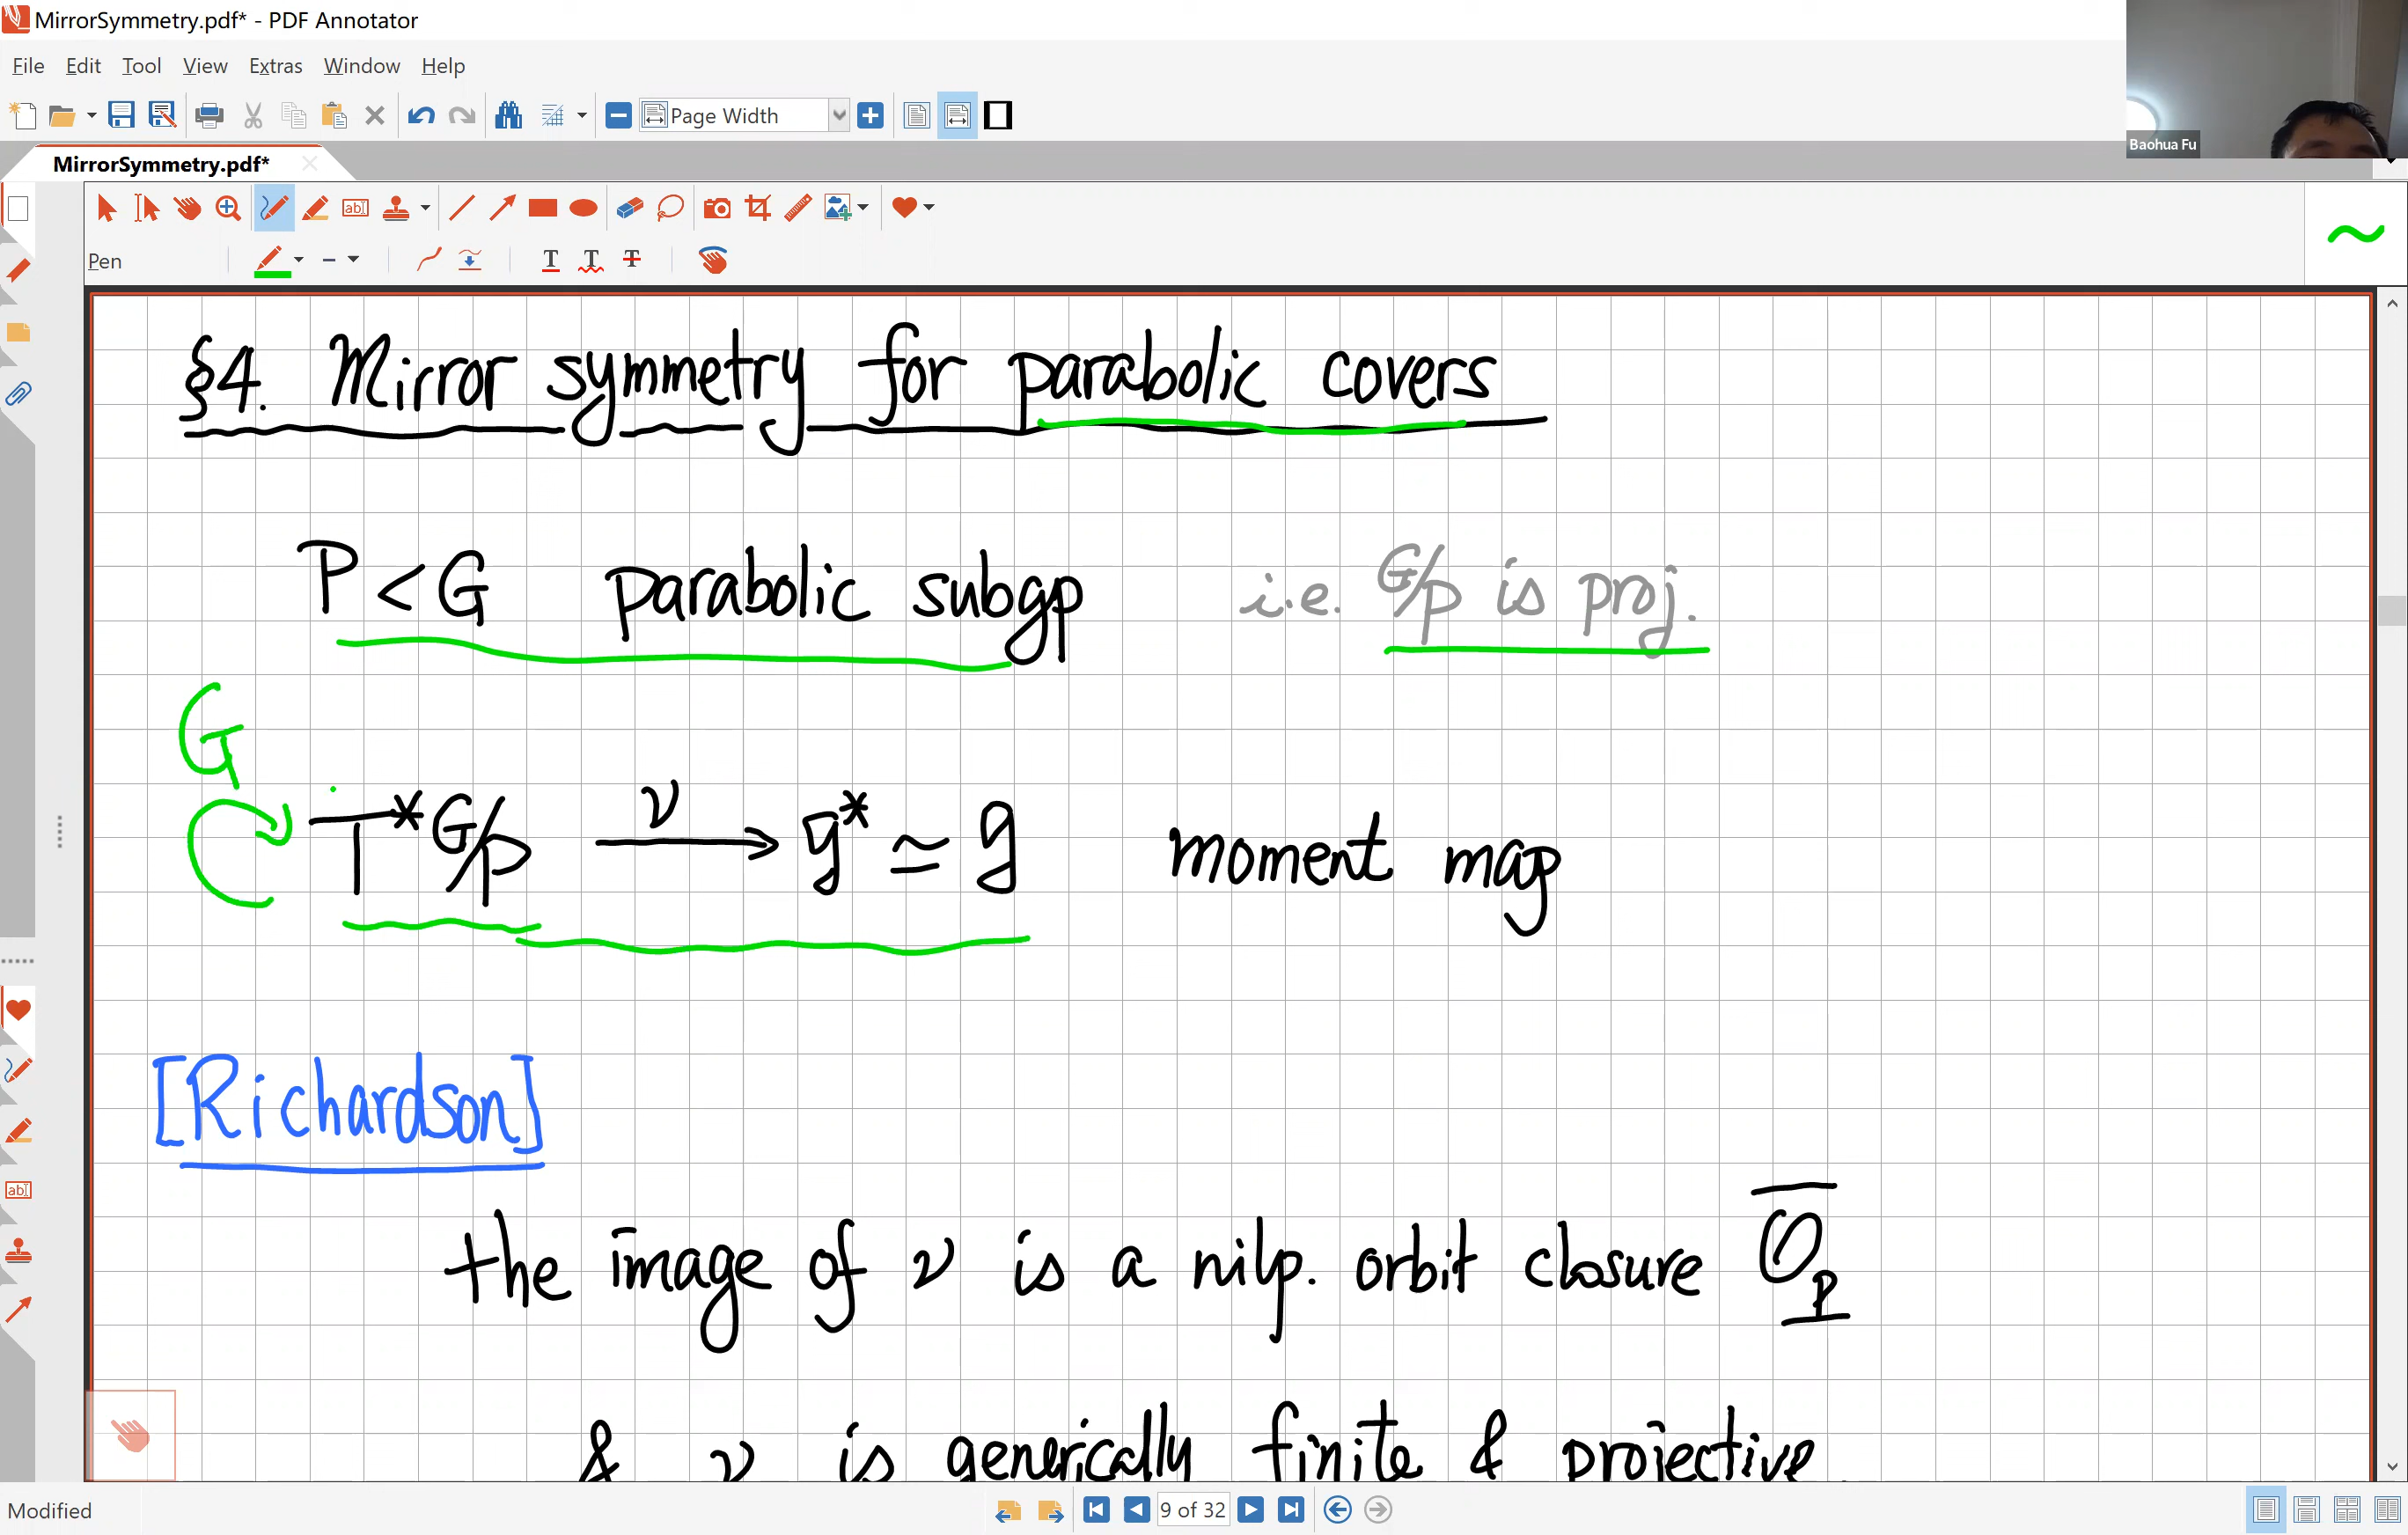 MirrorSymmetry.pdf* - PDF Annotator
File Edit Tool View Extras Window Help
Page Width
Baohua Fu
MirrorSymmetry.pdf*
Pen
§4. Mirror symmetry for parabolic covers
P < G parabolic subgp i.e. G/P is proj.
G
T*G/P —ν→ g* ≃ g moment map
[Richardson]
the image of ν is a nilp. orbit closure O̅_P
& ν is generically finite & projective
Modified
9 of 32